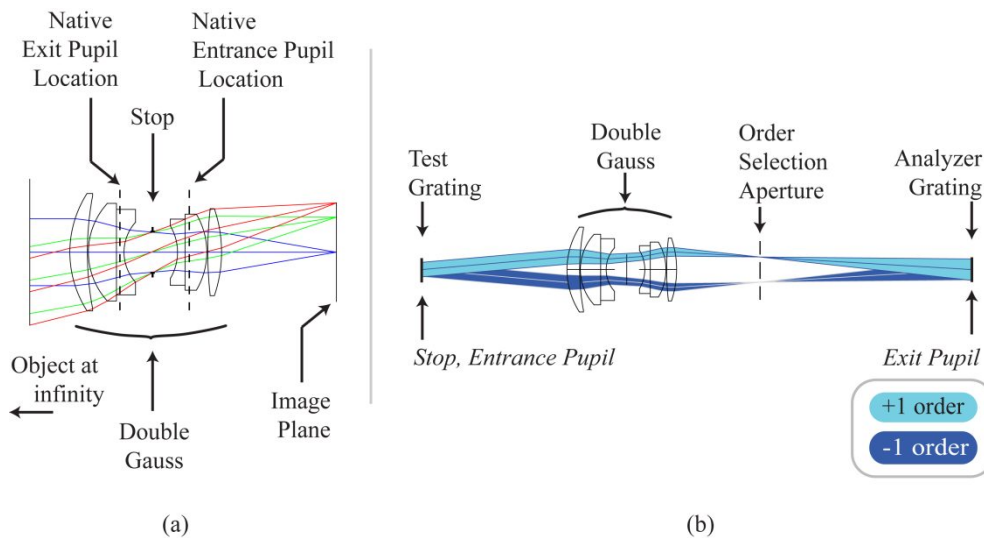 Native
Exit Pupil
Location
Native
Entrance Pupil
Location
Stop
Object at
infinity
Double
Gauss
Image
Plane
(a)
Test
Grating
Double
Gauss
Order
Selection
Aperture
Analyzer
Grating
Stop, Entrance Pupil
Exit Pupil
+1 order
-1 order
(b)